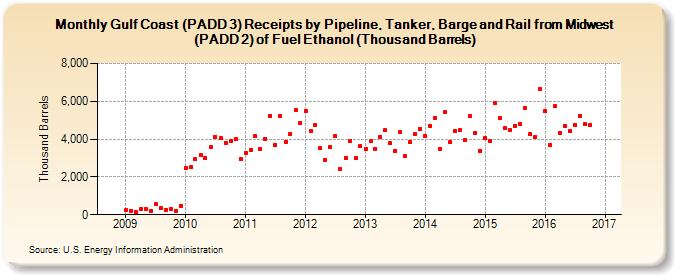 Monthly Gulf Coast (PADD 3) Receipts by Pipeline, Tanker, Barge and Rail from Midwest
(PADD 2) of Fuel Ethanol (Thousand Barrels)
Thousand Barrels
8,000
6,000
4,000
2,000
0
2009 2010 2011 2012 2013 2014 2015 2016 2017
Source: U.S. Energy Information Administration